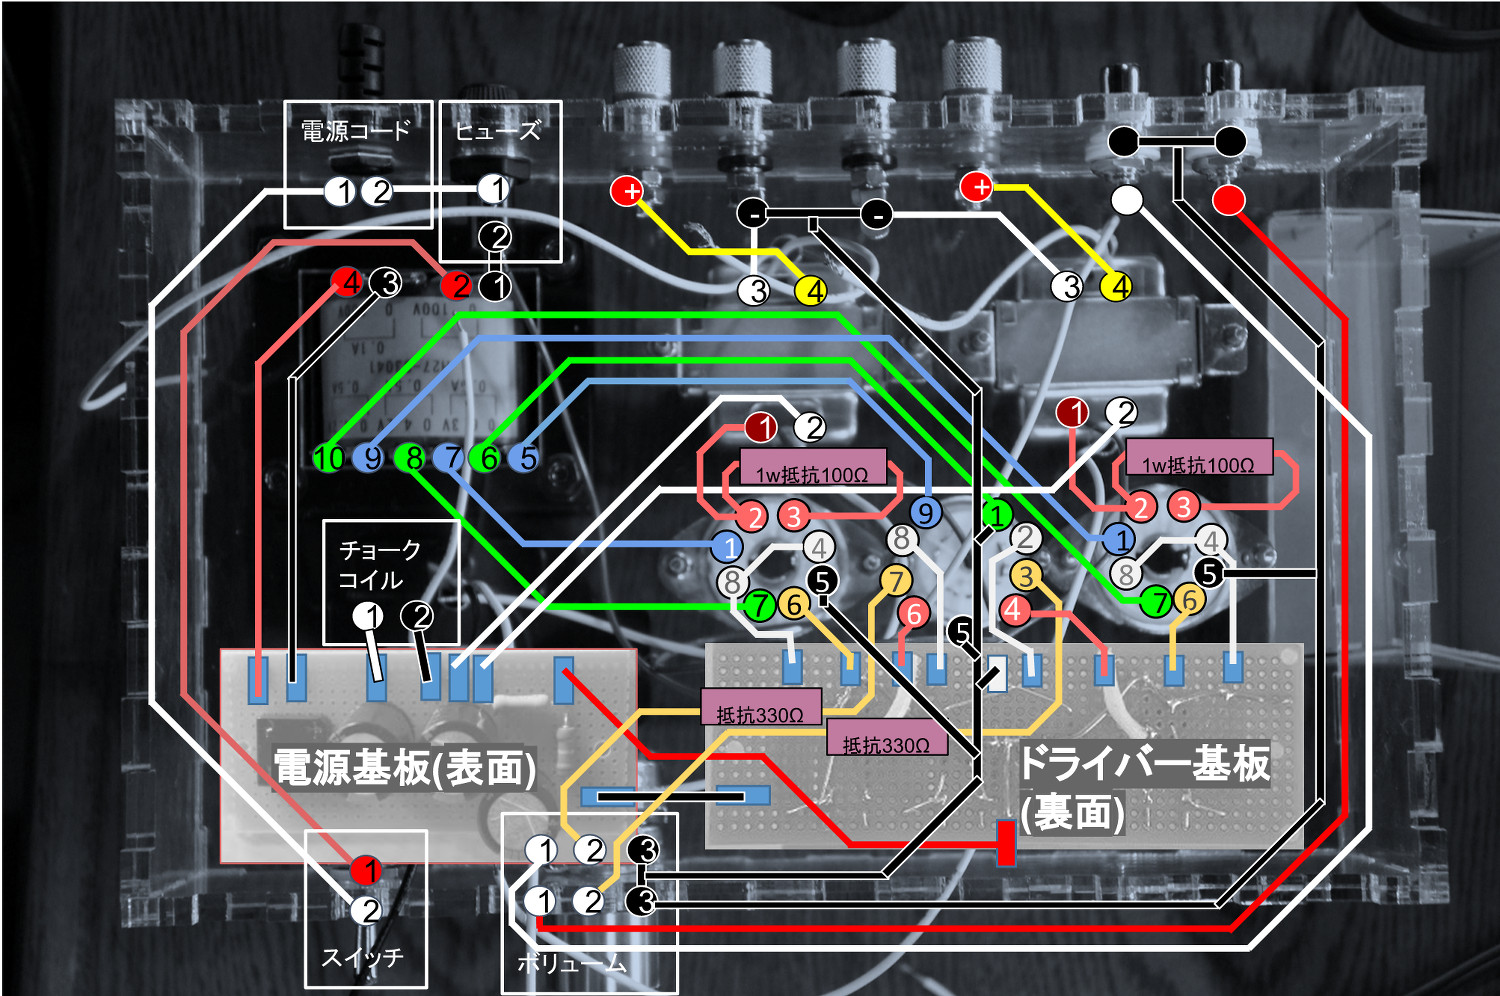 電源コード
ヒューズ
1 2 1
+ - - +
2
4 3 2 1
3 4 3 4
1 2
1 2
10 9 8 7 6 5
1w抵抗100Ω
1w抵抗100Ω
2 3 9 1 2 3
1 4 8 2 1 4
8 5 7 3 8 5
7 6 6 4 7 6
5
チョーク
コイル
1 2
抵抗330Ω
抵抗330Ω
電源基板(表面)
ドライバー基板
(裏面)
1 2 3
1 2 3
ボリューム
1
2
スイッチ